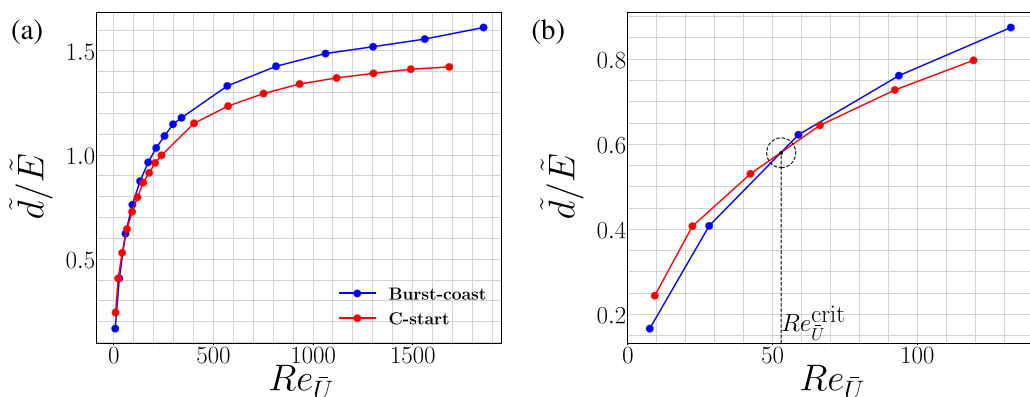 (a)
1.5
1.0
0.5
d̃/Ẽ
Burst-coast
C-start
0 500 1000 1500
Re_Ū
(b)
0.8
0.6
0.4
0.2
d̃/Ẽ
Re_Ū^crit
0 50 100
Re_Ū